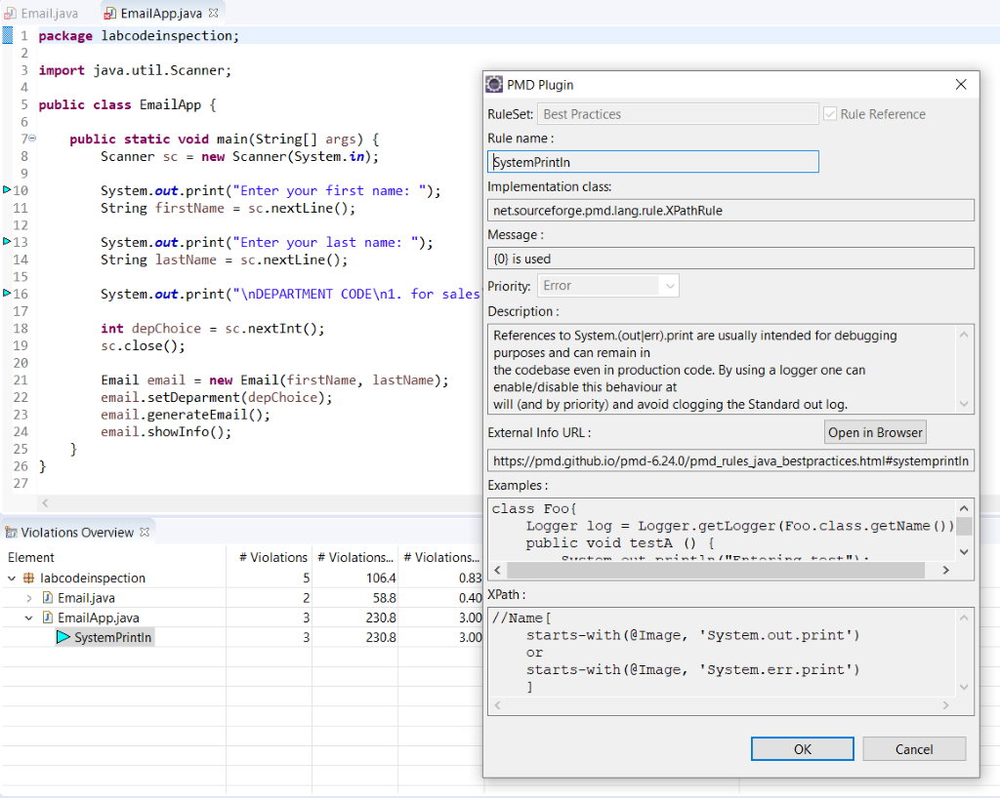 Email.java
EmailApp.java
1 package labcodeinspection;
2
3 import java.util.Scanner;
4
5 public class EmailApp {
6
7 public static void main(String[] args) {
8 Scanner sc = new Scanner(System.in);
9
10 System.out.print("Enter your first name: ");
11 String firstName = sc.nextLine();
12
13 System.out.print("Enter your last name: ");
14 String lastName = sc.nextLine();
15
16 System.out.print("\nDEPARTMENT CODE\n1. for sales
17
18 int depChoice = sc.nextInt();
19 sc.close();
20
21 Email email = new Email(firstName, lastName);
22 email.setDeparment(depChoice);
23 email.generateEmail();
24 email.showInfo();
25 }
26 }
27
Violations Overview
Element # Violations # Violations... # Violations...
labcodeinspection 5 106.4 0.83
Email.java 2 58.8 0.40
EmailApp.java 3 230.8 3.00
SystemPrintln 3 230.8 3.00
PMD Plugin
RuleSet: Best Practices Rule Reference
Rule name :
SystemPrintln
Implementation class:
net.sourceforge.pmd.lang.rule.XPathRule
Message :
{0} is used
Priority: Error
Description :
References to System.(out|err).print are usually intended for debugging
purposes and can remain in
the codebase even in production code. By using a logger one can
enable/disable this behaviour at
will (and by priority) and avoid clogging the Standard out log.
External Info URL : Open in Browser
https://pmd.github.io/pmd-6.24.0/pmd_rules_java_bestpractices.html#systemprintln
Examples :
class Foo{
Logger log = Logger.getLogger(Foo.class.getName())
public void testA () {
System.out.println("Entering test");
XPath :
//Name[
starts-with(@Image, 'System.out.print')
or
starts-with(@Image, 'System.err.print')
]
OK Cancel